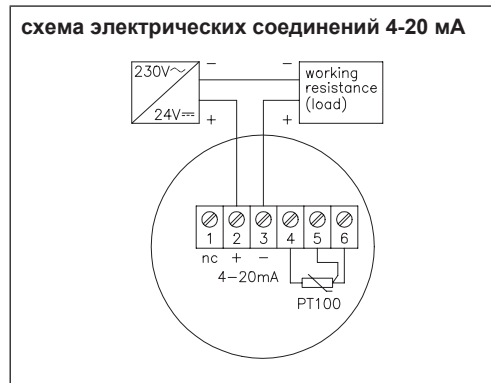 схема электрических соединений 4-20 мА
230V~
24V⎓
−
+
−
+
working
resistance
(load)
1 2 3 4 5 6
nc + −
4−20mA
PT100